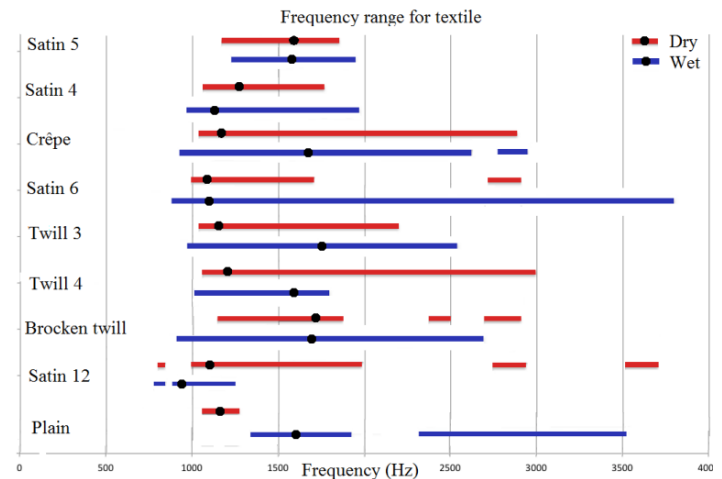 Frequency range for textile
Dry
Wet
Satin 5
Satin 4
Crêpe
Satin 6
Twill 3
Twill 4
Brocken twill
Satin 12
Plain
0 500 1000 1500 2000 2500 3000 3500 400
Frequency (Hz)